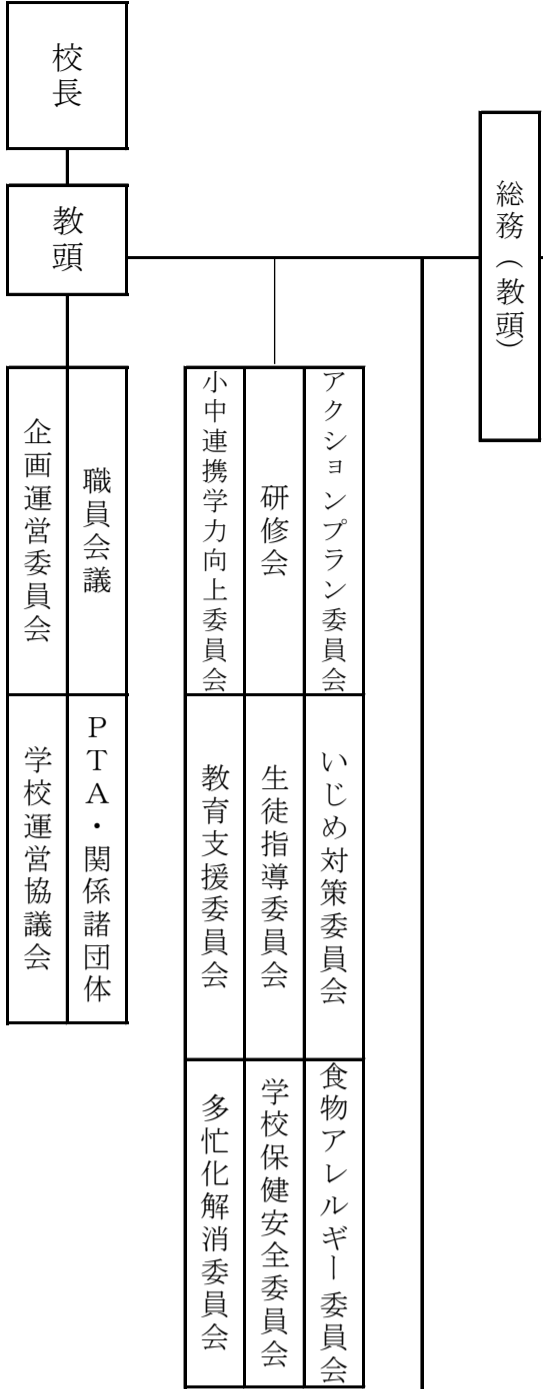 校長
教頭
総務（教頭）
職員会議
企画運営委員会
PTA・関係諸団体
学校運営協議会
アクションプラン委員会
研修会
小中連携学力向上委員会
いじめ対策委員会
生徒指導委員会
教育支援委員会
食物アレルギー委員会
学校保健安全委員会
多忙化解消委員会